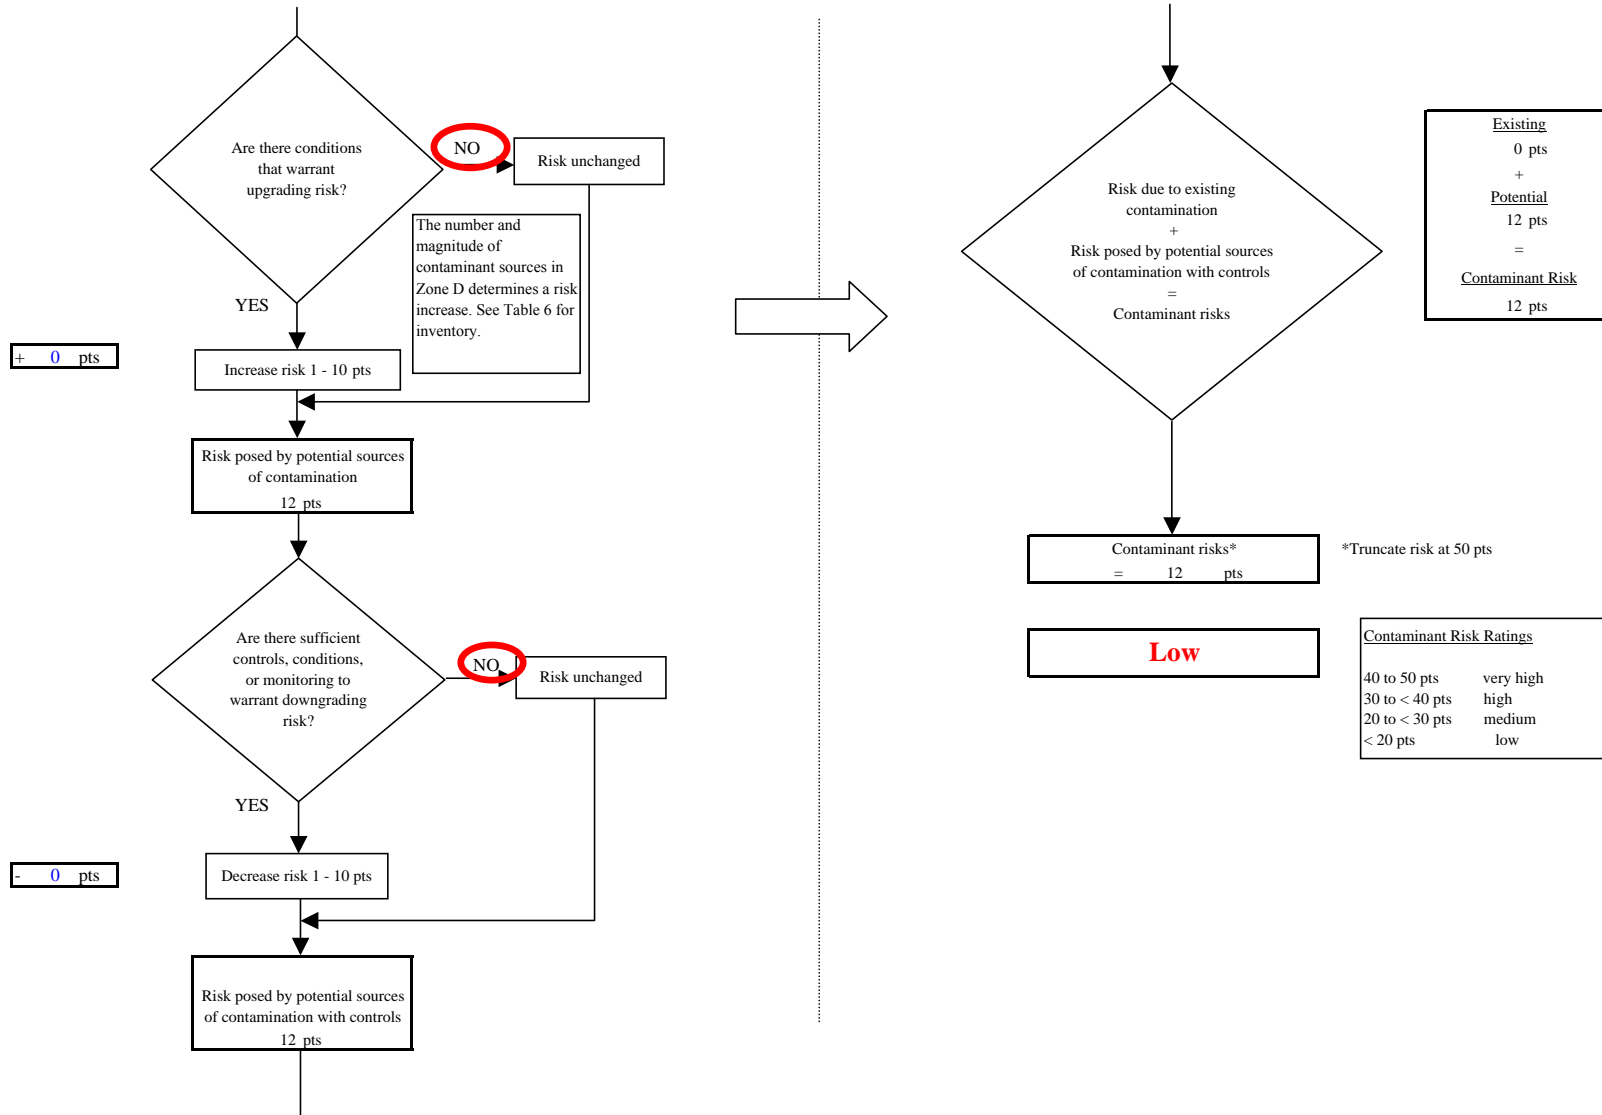 Are there conditions
that warrant
upgrading risk?
NO
Risk unchanged
The number and
magnitude of
contaminant sources in
Zone D determines a risk
increase. See Table 6 for
inventory.
YES
+ 0 pts
Increase risk 1 - 10 pts
Risk posed by potential sources
of contamination
12 pts
Are there sufficient
controls, conditions,
or monitoring to
warrant downgrading
risk?
NO
Risk unchanged
YES
- 0 pts
Decrease risk 1 - 10 pts
Risk posed by potential sources
of contamination with controls
12 pts
Risk due to existing
contamination
+
Risk posed by potential sources
of contamination with controls
=
Contaminant risks
Existing
0 pts
+
Potential
12 pts
=
Contaminant Risk
12 pts
Contaminant risks*
= 12 pts
*Truncate risk at 50 pts
Low
Contaminant Risk Ratings
40 to 50 pts very high
30 to < 40 pts high
20 to < 30 pts medium
< 20 pts low